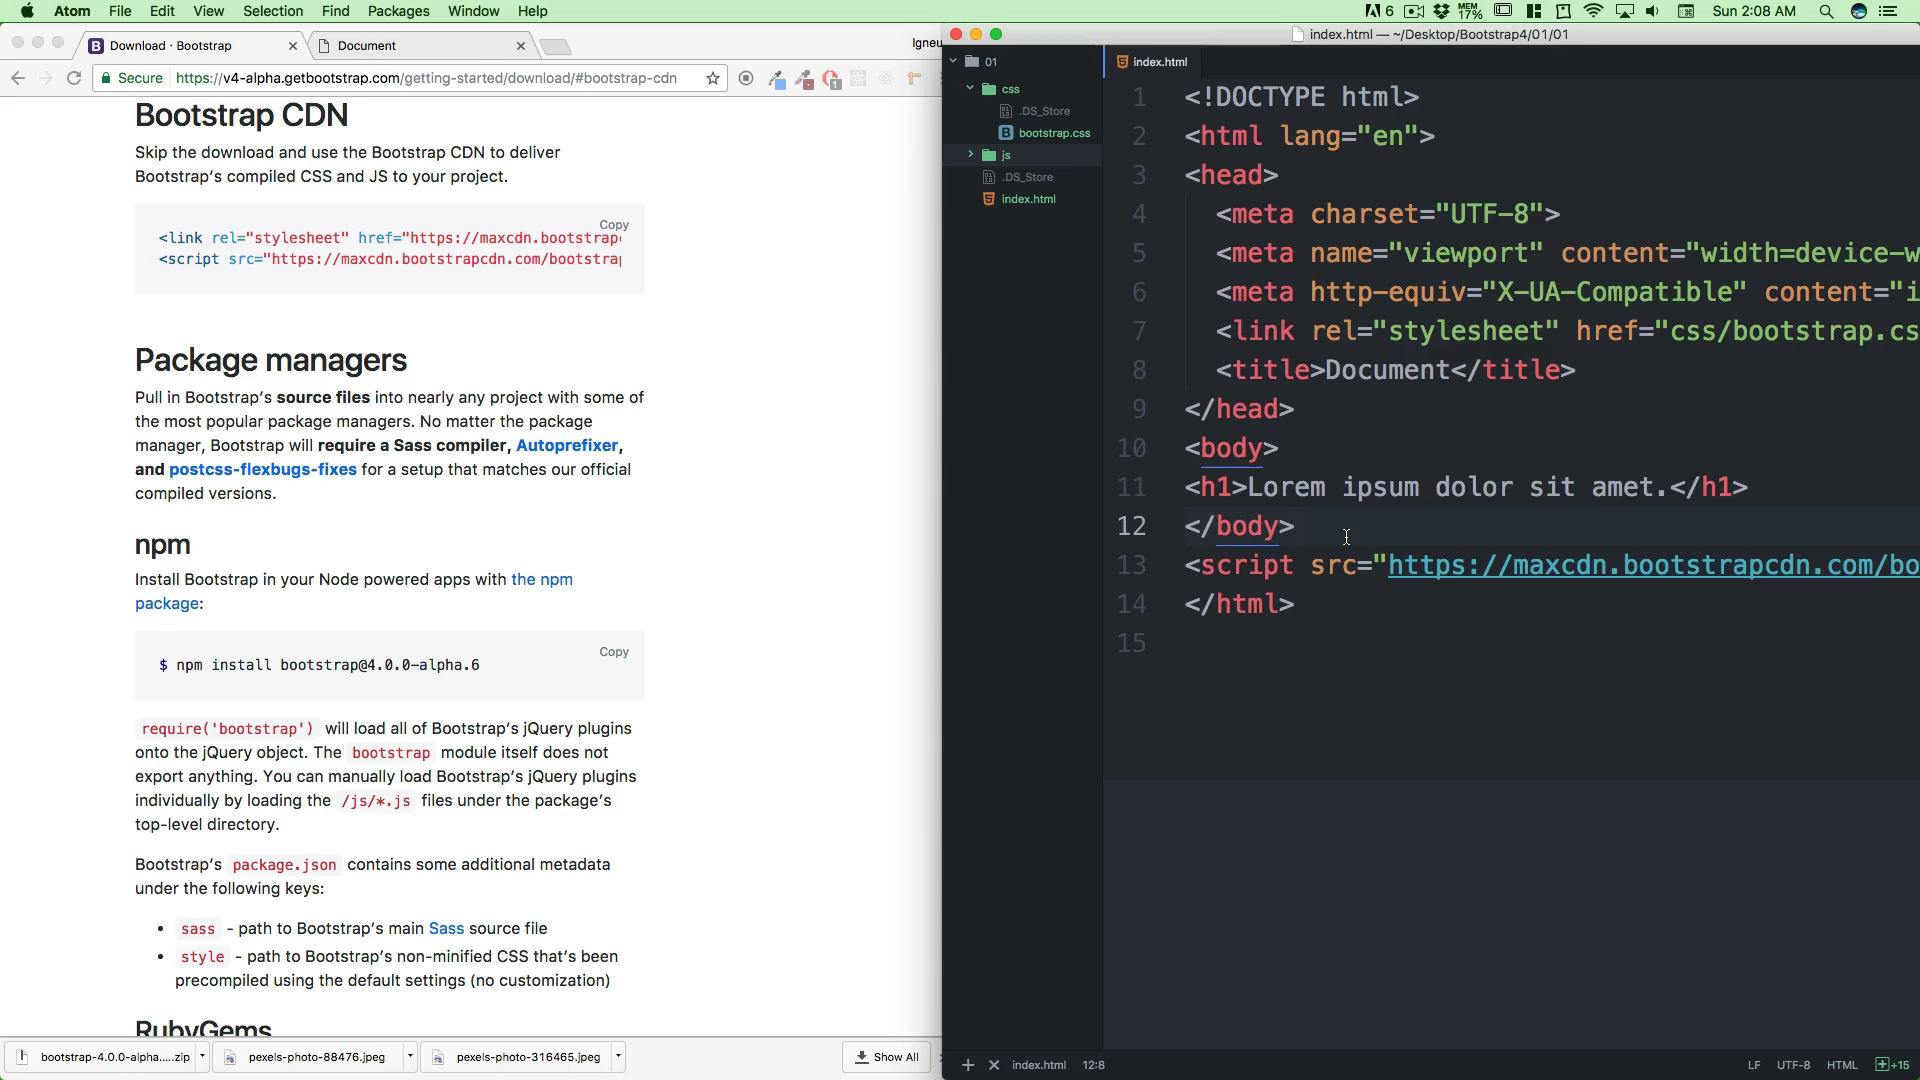 Atom File Edit View Selection Find Packages Window Help
6 MEM 17% Sun 2:08 AM
Download · Bootstrap
Document
Igneu
Secure https://v4-alpha.getbootstrap.com/getting-started/download/#bootstrap-cdn
1
Bootstrap CDN
Skip the download and use the Bootstrap CDN to deliver
Bootstrap's compiled CSS and JS to your project.
Copy
<link rel="stylesheet" href="https://maxcdn.bootstrap
<script src="https://maxcdn.bootstrapcdn.com/bootstrap
Package managers
Pull in Bootstrap's source files into nearly any project with some of
the most popular package managers. No matter the package
manager, Bootstrap will require a Sass compiler, Autoprefixer,
and postcss-flexbugs-fixes for a setup that matches our official
compiled versions.
npm
Install Bootstrap in your Node powered apps with the npm
package:
Copy
$ npm install bootstrap@4.0.0-alpha.6
require('bootstrap') will load all of Bootstrap's jQuery plugins
onto the jQuery object. The bootstrap module itself does not
export anything. You can manually load Bootstrap's jQuery plugins
individually by loading the /js/*.js files under the package's
top-level directory.
Bootstrap's package.json contains some additional metadata
under the following keys:
• sass - path to Bootstrap's main Sass source file
• style - path to Bootstrap's non-minified CSS that's been
precompiled using the default settings (no customization)
RubyGems
bootstrap-4.0.0-alpha.....zip
pexels-photo-88476.jpeg
pexels-photo-316465.jpeg
Show All
index.html — ~/Desktop/Bootstrap4/01/01
01
css
.DS_Store
bootstrap.css
js
.DS_Store
index.html
index.html
1 <!DOCTYPE html>
2 <html lang="en">
3 <head>
4 <meta charset="UTF-8">
5 <meta name="viewport" content="width=device-w
6 <meta http-equiv="X-UA-Compatible" content="i
7 <link rel="stylesheet" href="css/bootstrap.cs
8 <title>Document</title>
9 </head>
10 <body>
11 <h1>Lorem ipsum dolor sit amet.</h1>
12 </body>
13 <script src="https://maxcdn.bootstrapcdn.com/bo
14 </html>
15
index.html 12:8
LF UTF-8 HTML +15